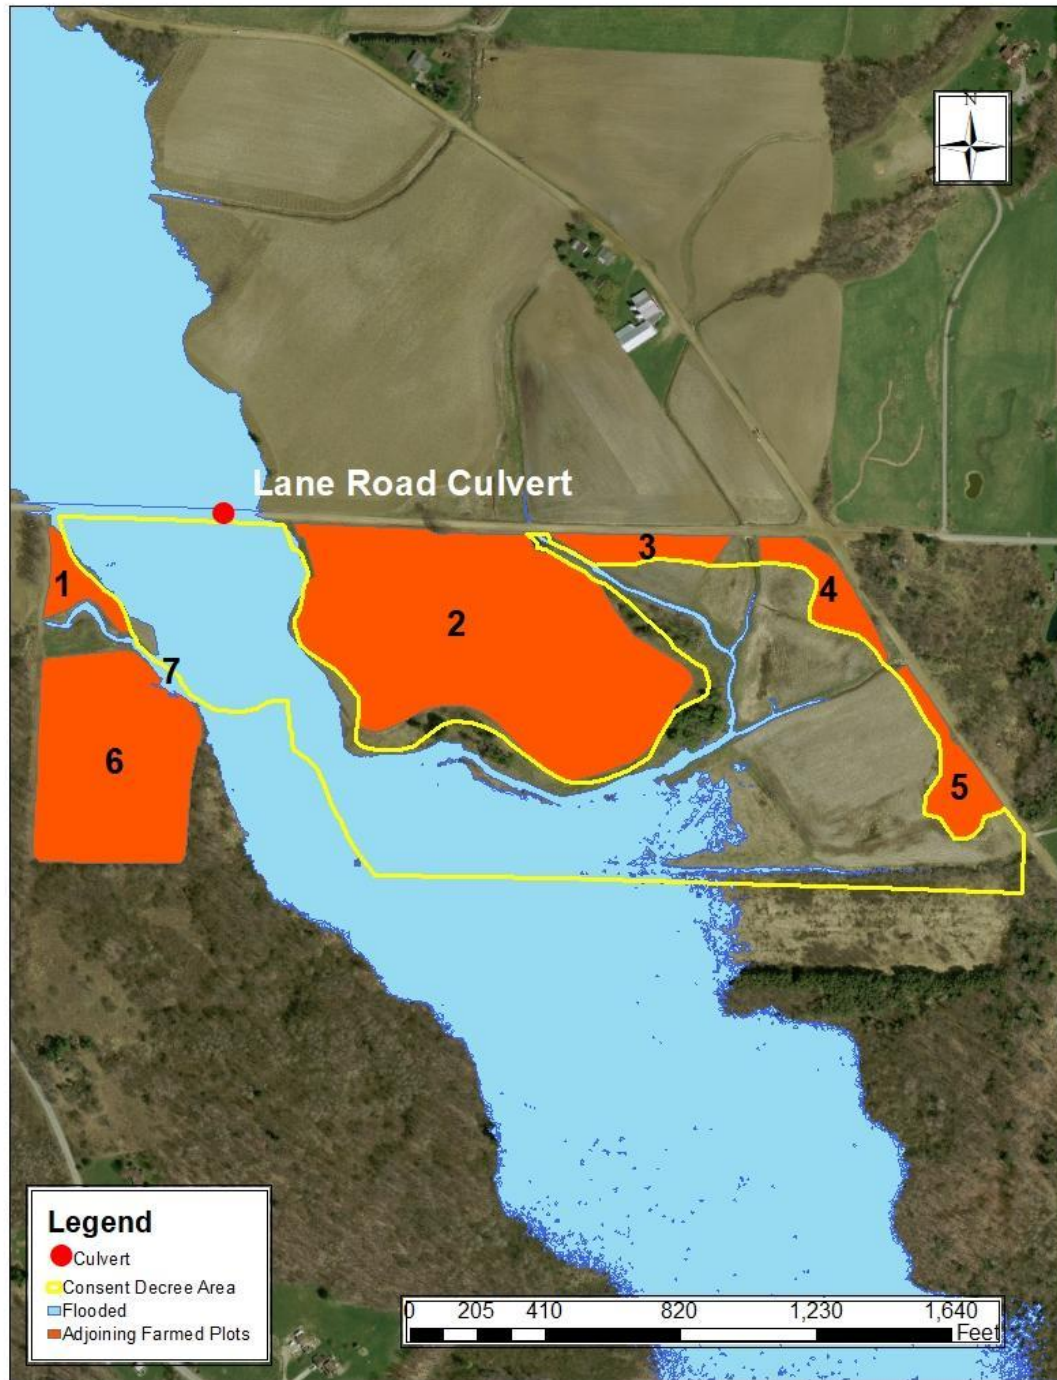 N
Lane Road Culvert
1
2
3
4
5
6
7
Legend
Culvert
Consent Decree Area
Flooded
Adjoining Farmed Plots
0 205 410 820 1,230 1,640
Feet